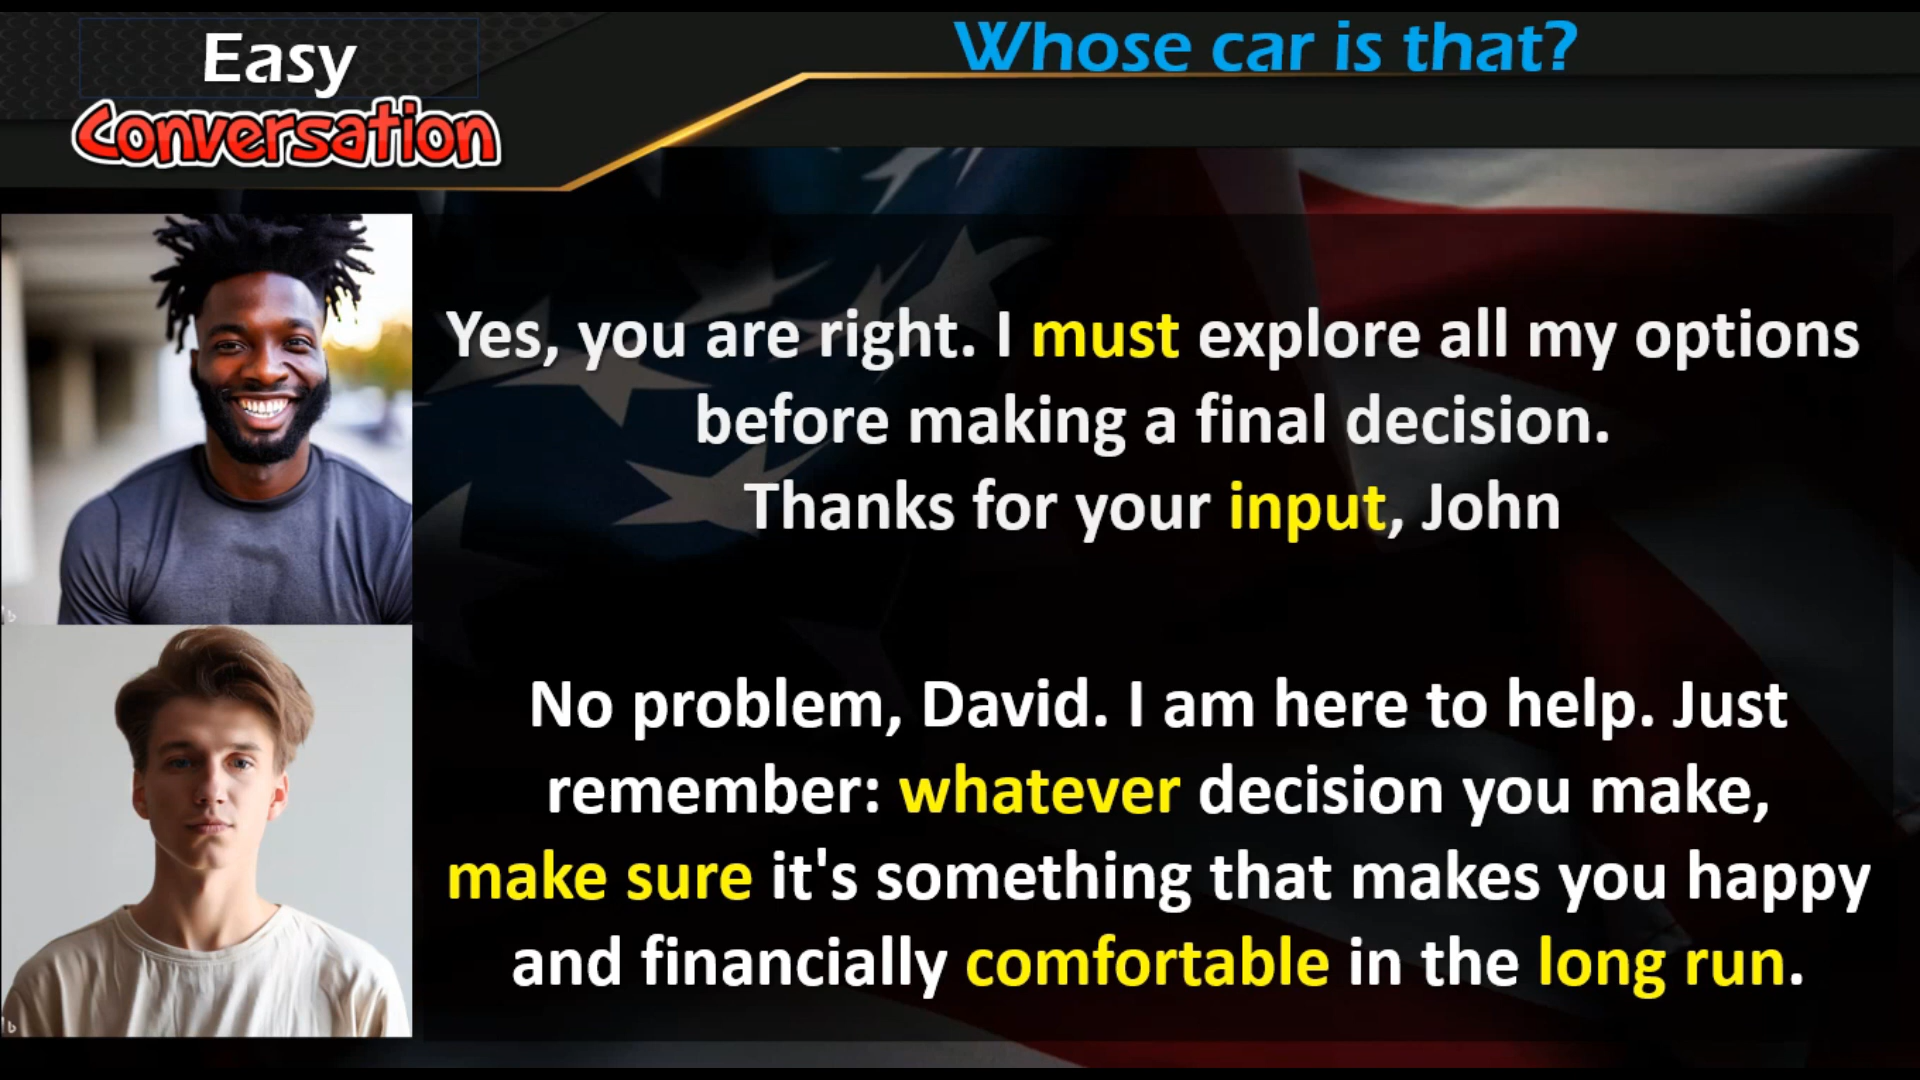 Easy
Conversation
Whose car is that?
Yes, you are right. I must explore all my options
before making a final decision.
Thanks for your input, John
No problem, David. I am here to help. Just
remember: whatever decision you make,
make sure it's something that makes you happy
and financially comfortable in the long run.